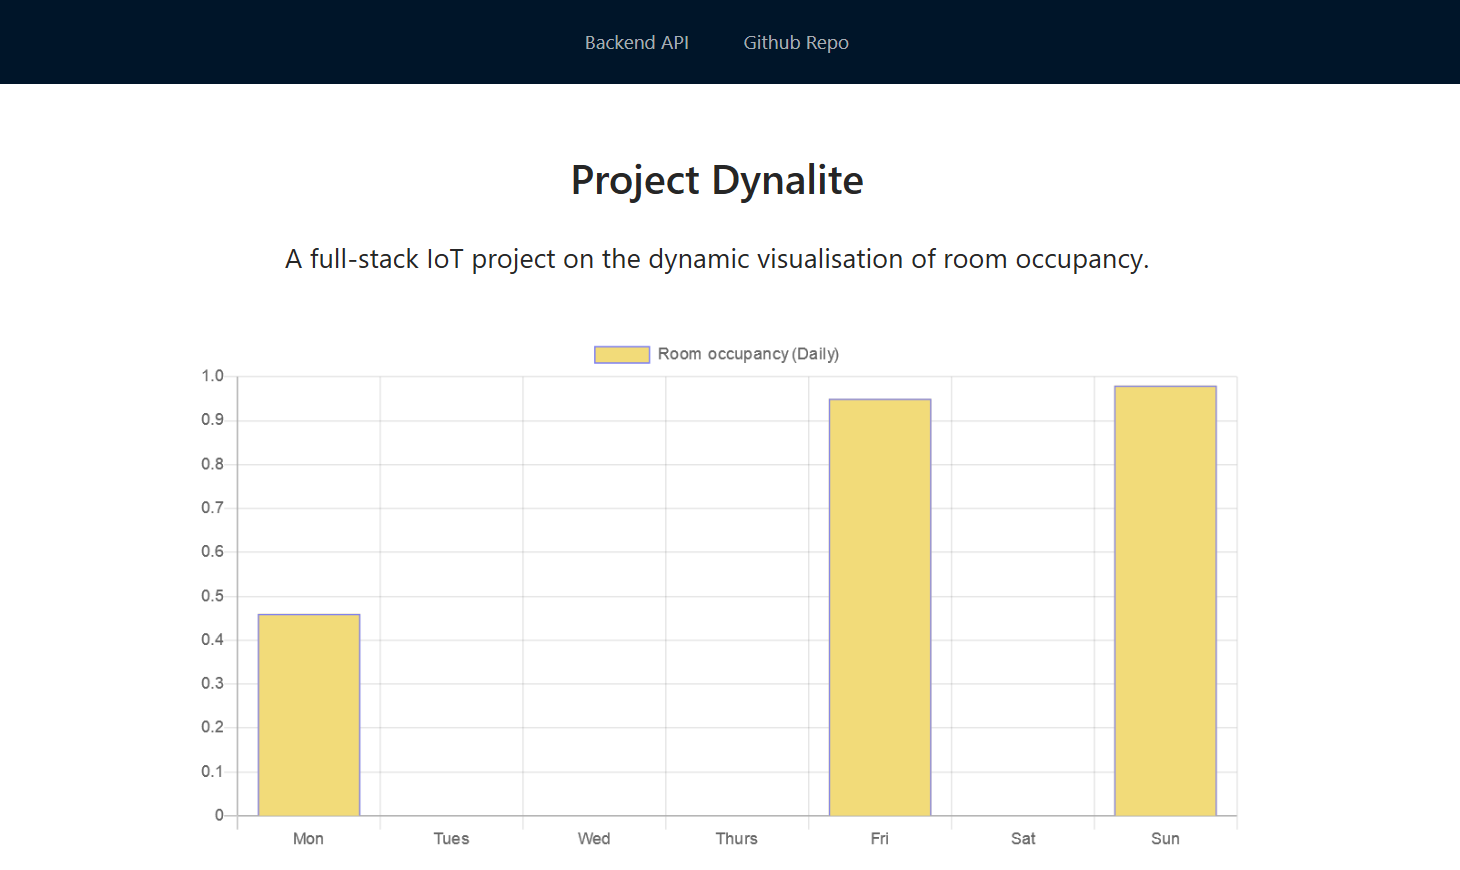 Backend API Github Repo
Project Dynalite
A full-stack IoT project on the dynamic visualisation of room occupancy.
Room occupancy (Daily)
1.0
0.9
0.8
0.7
0.6
0.5
0.4
0.3
0.2
0.1
0
Mon Tues Wed Thurs Fri Sat Sun